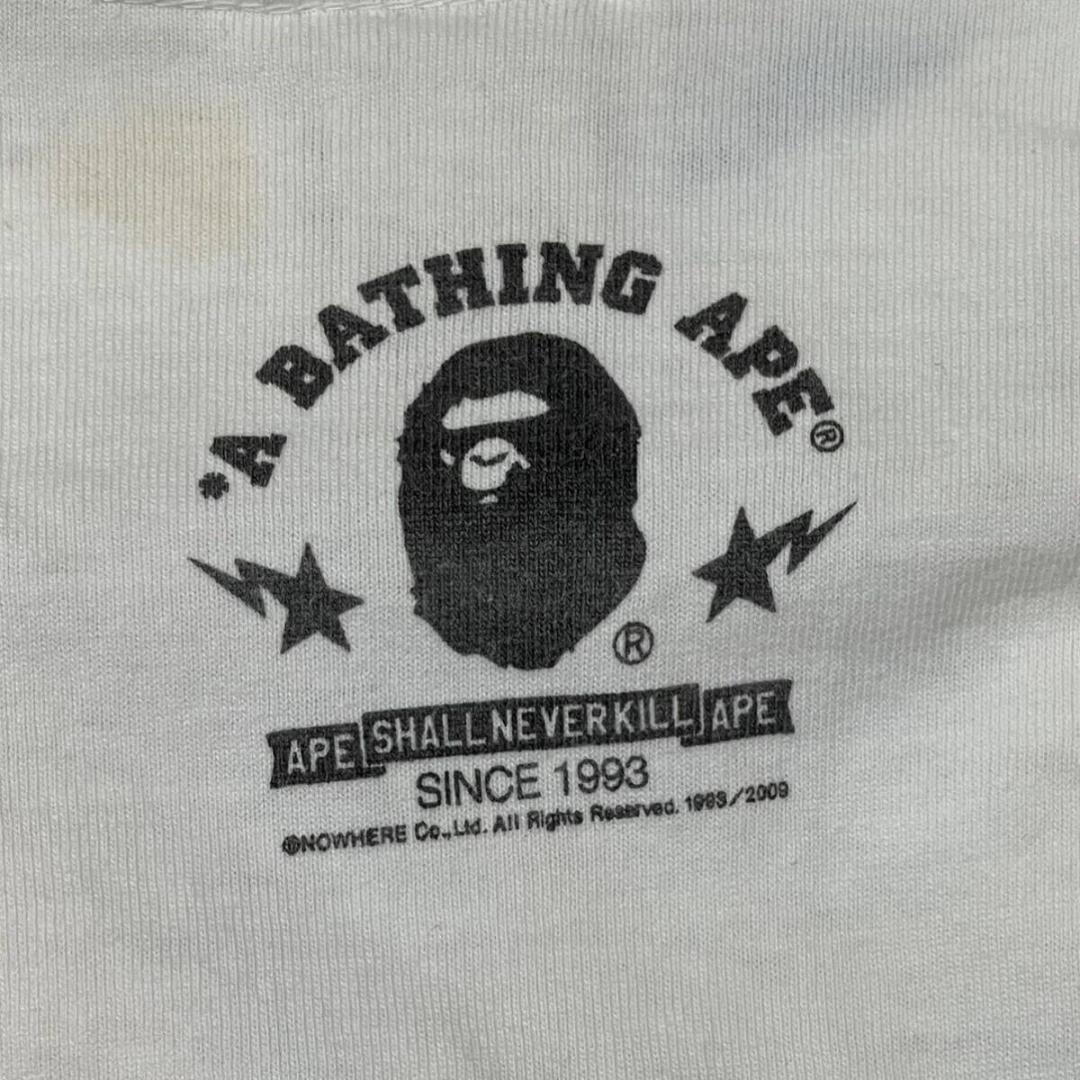 *A BATHING APE®
®
APE SHALL NEVER KILL APE
SINCE 1993
©NOWHERE Co.,Ltd. All Rights Reserved. 1993/2009